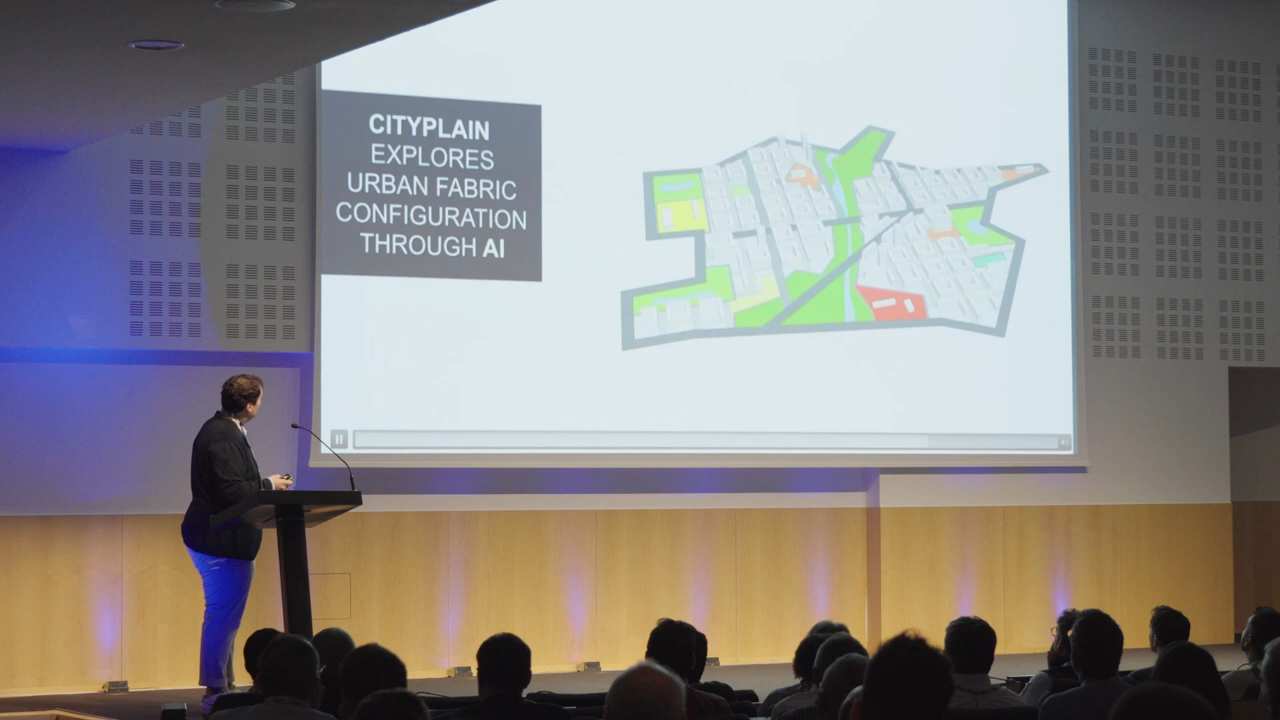 CITYPLAIN
EXPLORES
URBAN FABRIC
CONFIGURATION
THROUGH AI